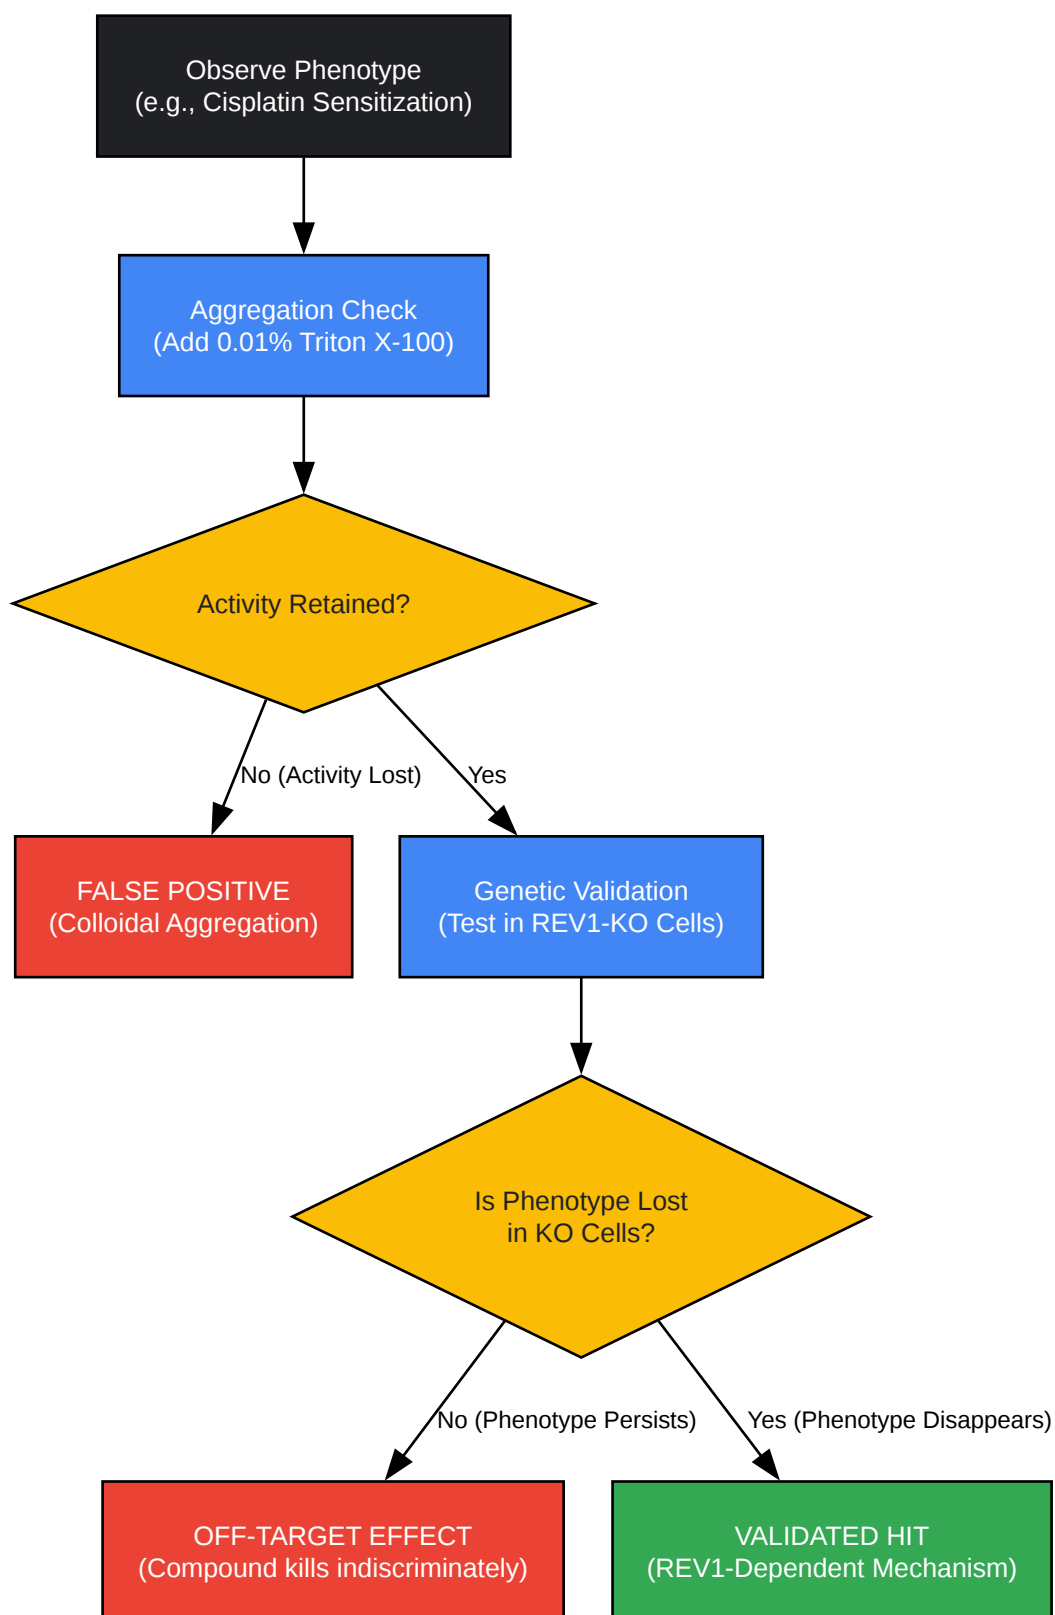 Observe Phenotype
(e.g., Cisplatin Sensitization)
Aggregation Check
(Add 0.01% Triton X-100)
Activity Retained?
No (Activity Lost)
Yes
FALSE POSITIVE
(Colloidal Aggregation)
Genetic Validation
(Test in REV1-KO Cells)
Is Phenotype Lost
in KO Cells?
No (Phenotype Persists)
Yes (Phenotype Disappears)
OFF-TARGET EFFECT
(Compound kills indiscriminately)
VALIDATED HIT
(REV1-Dependent Mechanism)